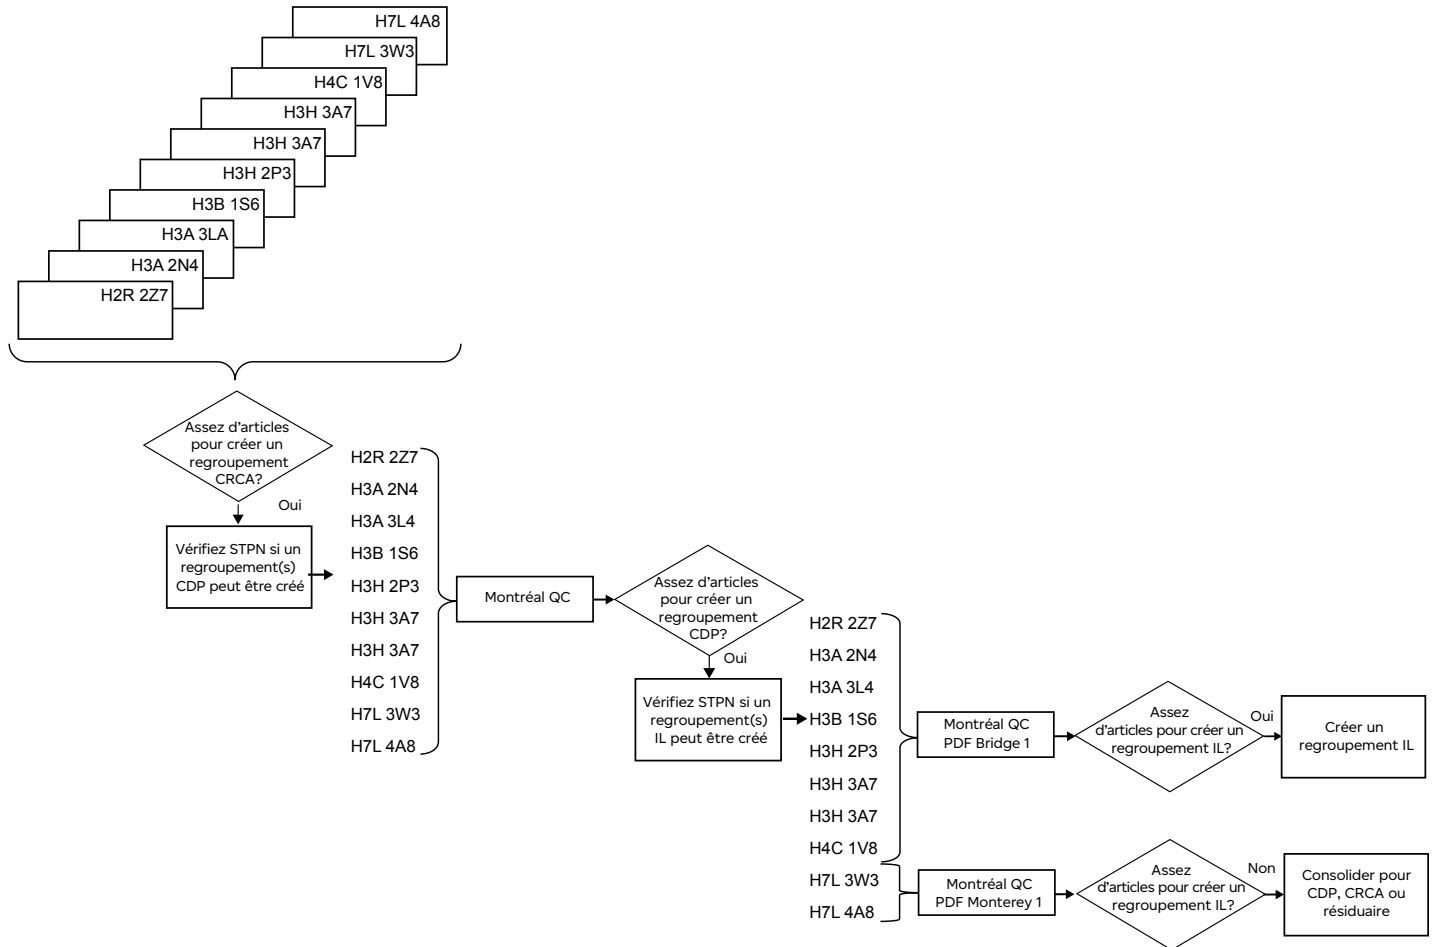 H7L 4A8
H7L 3W3
H4C 1V8
H3H 3A7
H3H 3A7
H3H 2P3
H3B 1S6
H3A 3LA
H3A 2N4
H2R 2Z7
Assez d’articles
pour créer un
regroupement
CRCA?
Oui
Vérifiez STPN si un
regroupement(s)
CDP peut être créé
H2R 2Z7
H3A 2N4
H3A 3L4
H3B 1S6
H3H 2P3
H3H 3A7
H3H 3A7
H4C 1V8
H7L 3W3
H7L 4A8
Montréal QC
Assez d’articles
pour créer un
regroupement
CDP?
Oui
Vérifiez STPN si un
regroupement(s)
IL peut être créé
H2R 2Z7
H3A 2N4
H3A 3L4
H3B 1S6
H3H 2P3
H3H 3A7
H3H 3A7
H4C 1V8
H7L 3W3
H7L 4A8
Montréal QC
PDF Bridge 1
Assez
d’articles pour créer un
regroupement IL?
Oui
Créer un
regroupement IL
Montréal QC
PDF Monterey 1
Assez
d’articles pour créer un
regroupement IL?
Non
Consolider pour
CDP, CRCA ou
résiduaire